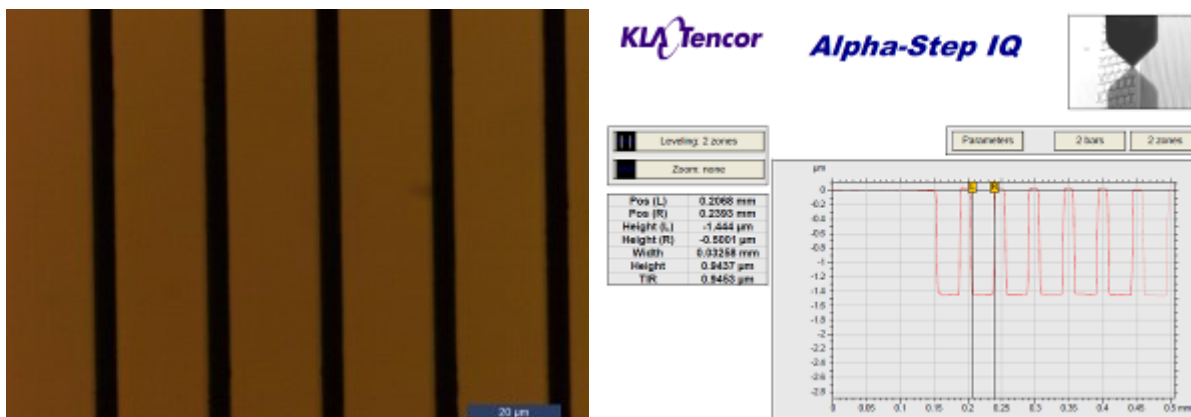 20 µm
KLA Tencor
Alpha-Step IQ
Leveling: 2 zones
Zoom: none
Parameters
2 bars
2 zones
Pos (L) 0.2068 mm
Pos (R) 0.2393 mm
Height (L) -1.444 µm
Height (R) -0.5001 µm
Width 0.03258 mm
Height 0.9437 µm
TIR 0.9453 µm
µm
L R
0
-0.2
-0.4
-0.6
-0.8
-1
-1.2
-1.4
-1.6
-1.8
-2
-2.2
-2.4
-2.6
-2.8
0 0.05 0.1 0.15 0.2 0.25 0.3 0.35 0.4 0.45 0.5 mm